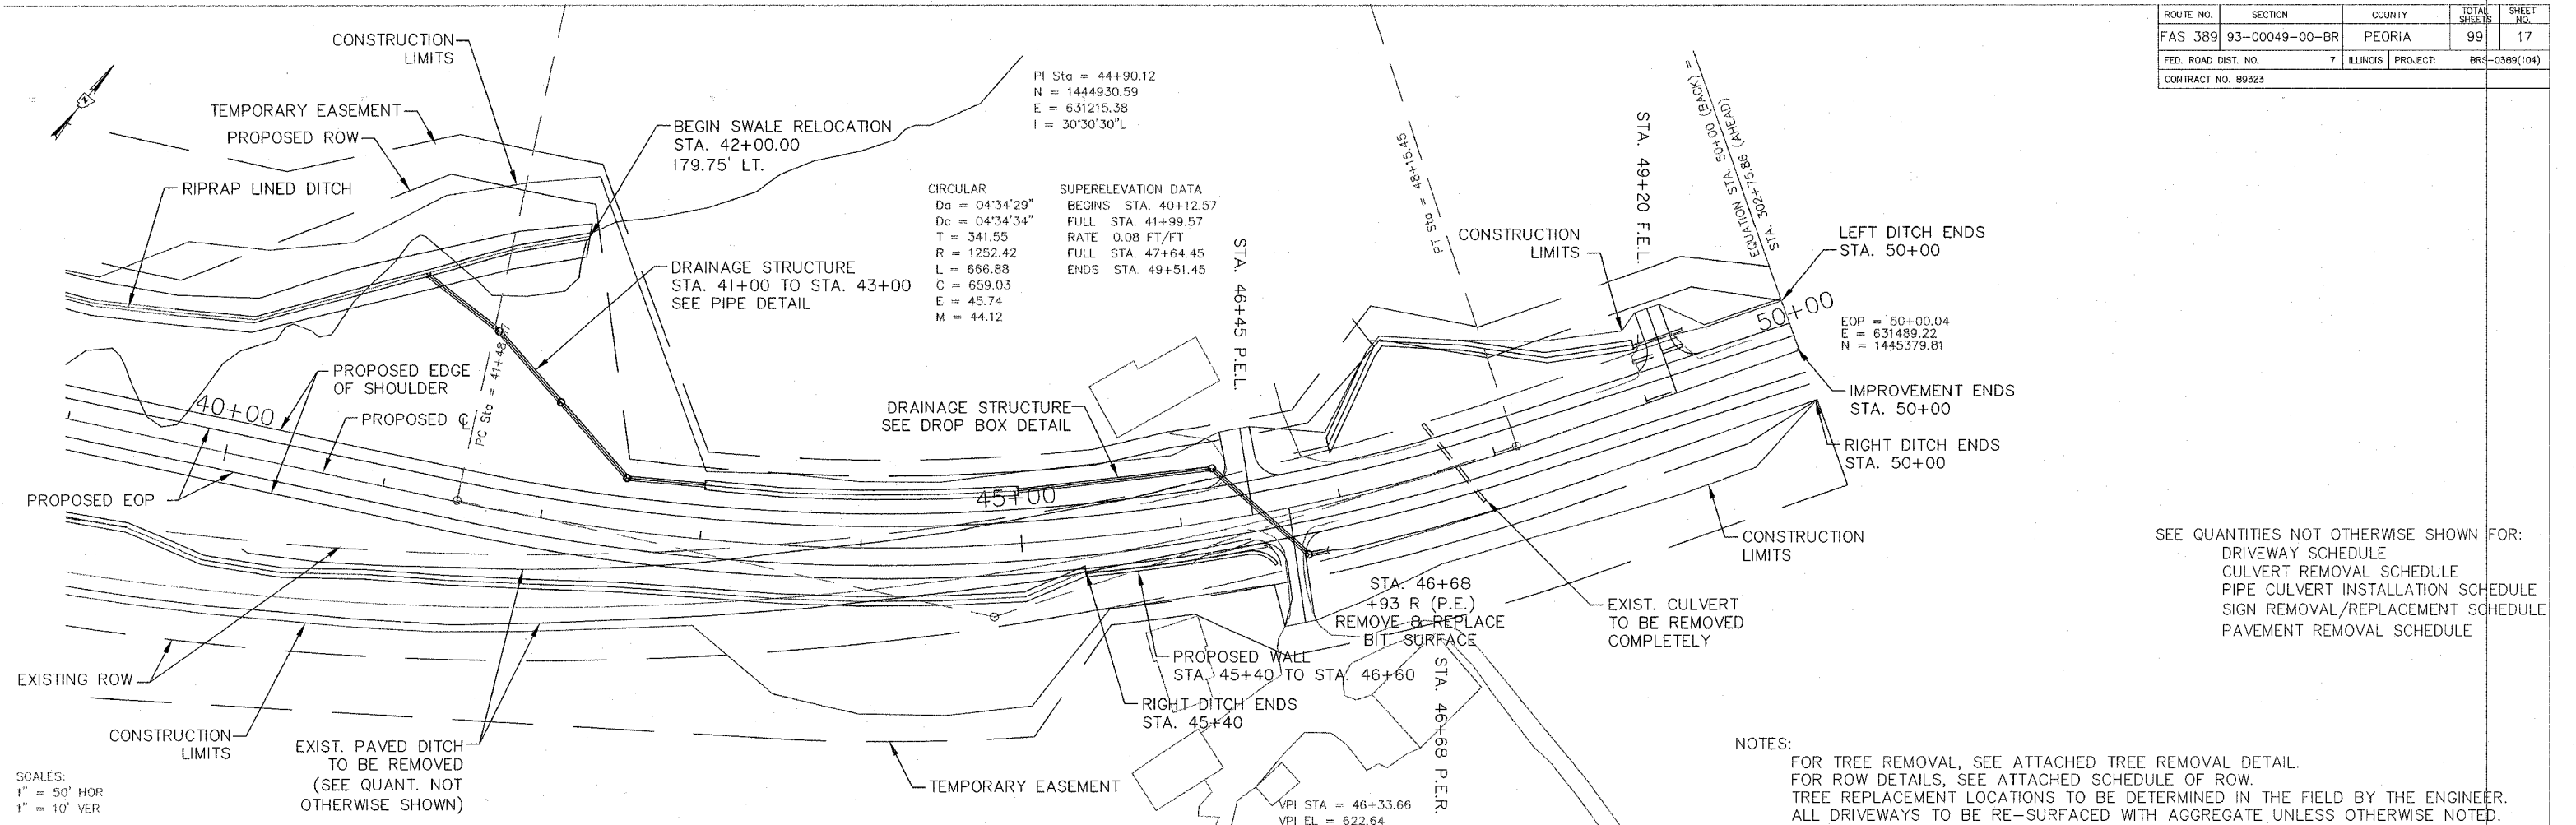 ROUTE NO. SECTION COUNTY TOTAL SHEETS SHEET NO.
FAS 389 93-00049-00-BR PEORIA 99 17
FED. ROAD DIST. NO. 7 ILLINOIS PROJECT: BRS-0389(104)
CONTRACT NO. 89323
CONSTRUCTION
LIMITS
TEMPORARY EASEMENT
PROPOSED ROW
RIPRAP LINED DITCH
BEGIN SWALE RELOCATION
STA. 42+00.00
179.75' LT.
PI Sta = 44+90.12
N = 1444930.59
E = 631215.38
I = 30°30'30"L
CIRCULAR
Da = 04°34'29"
Dc = 04°34'34"
T = 341.55
R = 1252.42
L = 666.88
C = 659.03
E = 45.74
M = 44.12
SUPERELEVATION DATA
BEGINS STA. 40+12.57
FULL STA. 41+99.57
RATE 0.08 FT/FT
FULL STA. 47+64.45
ENDS STA. 49+51.45
DRAINAGE STRUCTURE
STA. 41+00 TO STA. 43+00
SEE PIPE DETAIL
PROPOSED EDGE
OF SHOULDER
40+00
PROPOSED ℄
PROPOSED EOP
DRAINAGE STRUCTURE
SEE DROP BOX DETAIL
45+00
STA. 46+45 P.E.L.
PT Sta = 48+15.45
CONSTRUCTION
LIMITS
STA. 49+20 F.E.L.
EQUATION STA. 50+00 (BACK) =
STA. 302+75.86 (AHEAD)
LEFT DITCH ENDS
STA. 50+00
50+00
EOP = 50+00.04
E = 631489.22
N = 1445379.81
IMPROVEMENT ENDS
STA. 50+00
RIGHT DITCH ENDS
STA. 50+00
CONSTRUCTION
LIMITS
EXIST. CULVERT
TO BE REMOVED
COMPLETELY
STA. 46+68
+93 R (P.E.)
REMOVE & REPLACE
BIT. SURFACE
STA. 46+68 P.E.R.
PROPOSED WALL
STA. 45+40 TO STA. 46+60
RIGHT DITCH ENDS
STA. 45+40
EXISTING ROW
CONSTRUCTION
LIMITS
EXIST. PAVED DITCH
TO BE REMOVED
(SEE QUANT. NOT
OTHERWISE SHOWN)
TEMPORARY EASEMENT
VPI STA = 46+33.66
VPI EL = 622.64
SCALES:
1" = 50' HOR
1" = 10' VER
SEE QUANTITIES NOT OTHERWISE SHOWN FOR:
DRIVEWAY SCHEDULE
CULVERT REMOVAL SCHEDULE
PIPE CULVERT INSTALLATION SCHEDULE
SIGN REMOVAL/REPLACEMENT SCHEDULE
PAVEMENT REMOVAL SCHEDULE
NOTES:
FOR TREE REMOVAL, SEE ATTACHED TREE REMOVAL DETAIL.
FOR ROW DETAILS, SEE ATTACHED SCHEDULE OF ROW.
TREE REPLACEMENT LOCATIONS TO BE DETERMINED IN THE FIELD BY THE ENGINEER.
ALL DRIVEWAYS TO BE RE-SURFACED WITH AGGREGATE UNLESS OTHERWISE NOTED.